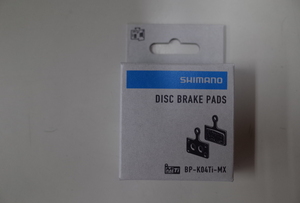 SHIMANO
DISC BRAKE PADS
BP-K04Ti-MX